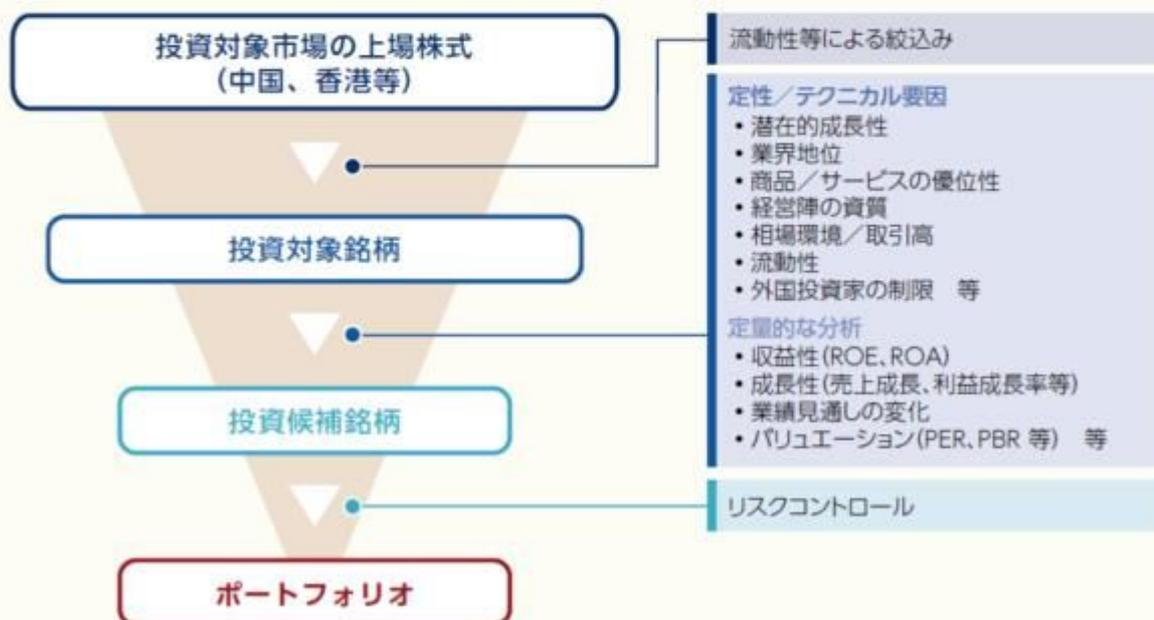 投資対象市場の上場株式
(中国、香港等)
流動性等による絞込み
定性／テクニカル要因
・潜在的成長性
・業界地位
・商品／サービスの優位性
・経営陣の資質
・相場環境／取引高
・流動性
・外国投資家の制限　等
投資対象銘柄
定量的な分析
・収益性(ROE、ROA)
・成長性(売上成長、利益成長率等)
・業績見通しの変化
・バリュエーション(PER、PBR 等)　等
投資候補銘柄
リスクコントロール
ポートフォリオ